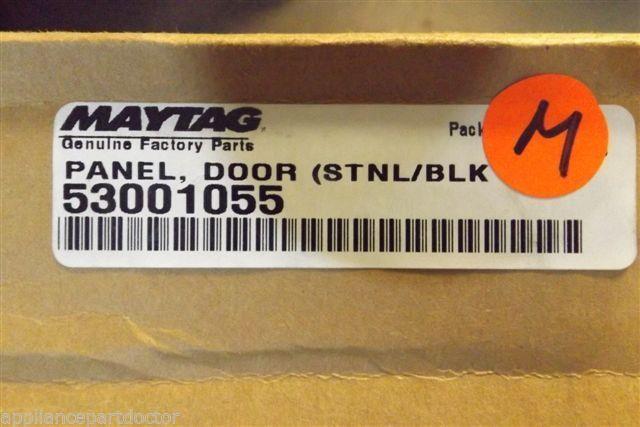 MAYTAG
Genuine Factory Parts
Pack
M
PANEL, DOOR (STNL/BLK
53001055
appliancepartdoctor